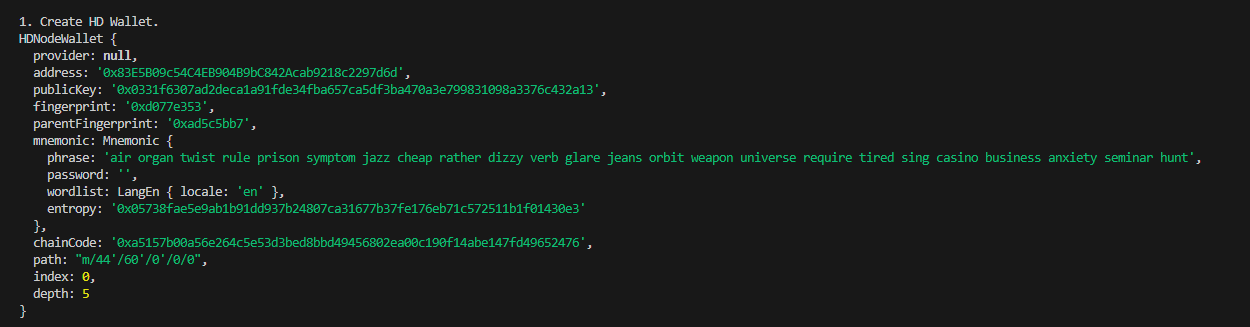 1. Create HD Wallet.
HDNodeWallet {
  provider: null,
  address: '0x83E5B09c54C4EB904B9bC842Acab9218c2297d6d',
  publicKey: '0x0331f6307ad2deca1a91fde34fba657ca5df3ba470a3e799831098a3376c432a13',
  fingerprint: '0xd077e353',
  parentFingerprint: '0xad5c5bb7',
  mnemonic: Mnemonic {
    phrase: 'air organ twist rule prison symptom jazz cheap rather dizzy verb glare jeans orbit weapon universe require tired sing casino business anxiety seminar hunt',
    password: '',
    wordlist: LangEn { locale: 'en' },
    entropy: '0x05738fae5e9ab1b91dd937b24807ca31677b37fe176eb71c572511b1f01430e3'
  },
  chainCode: '0xa5157b00a56e264c5e53d3bed8bbd49456802ea00c190f14abe147fd49652476',
  path: "m/44'/60'/0'/0/0",
  index: 0,
  depth: 5
}